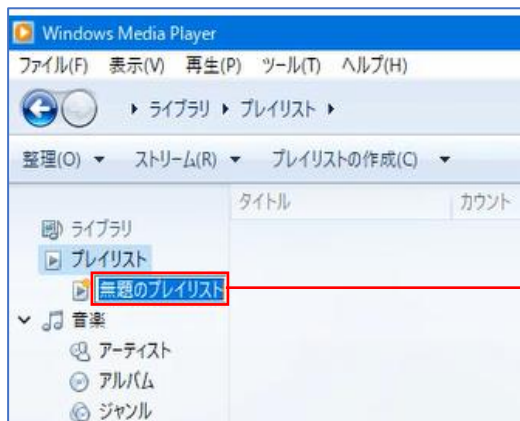 Windows Media Player
ファイル(F) 表示(V) 再生(P) ツール(T) ヘルプ(H)
ライブラリ プレイリスト
整理(O) ストリーム(R) プレイリストの作成(C)
タイトル カウント
ライブラリ
プレイリスト
無題のプレイリスト
音楽
アーティスト
アルバム
ジャンル